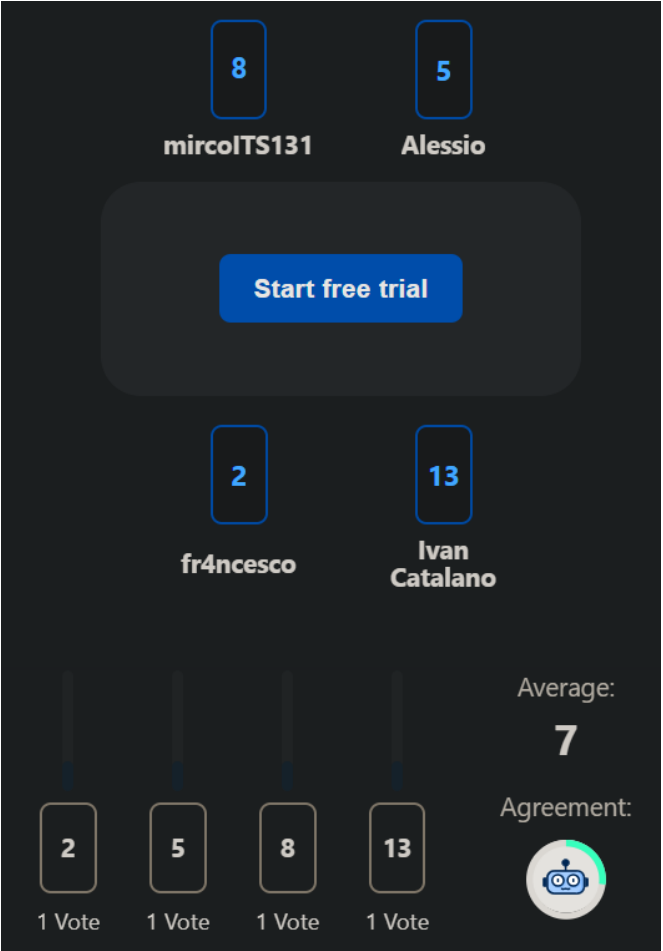 8
5
mircoITS131
Alessio
Start free trial
2
13
fr4ncesco
Ivan
Catalano
Average:
7
Agreement:
2
5
8
13
1 Vote
1 Vote
1 Vote
1 Vote